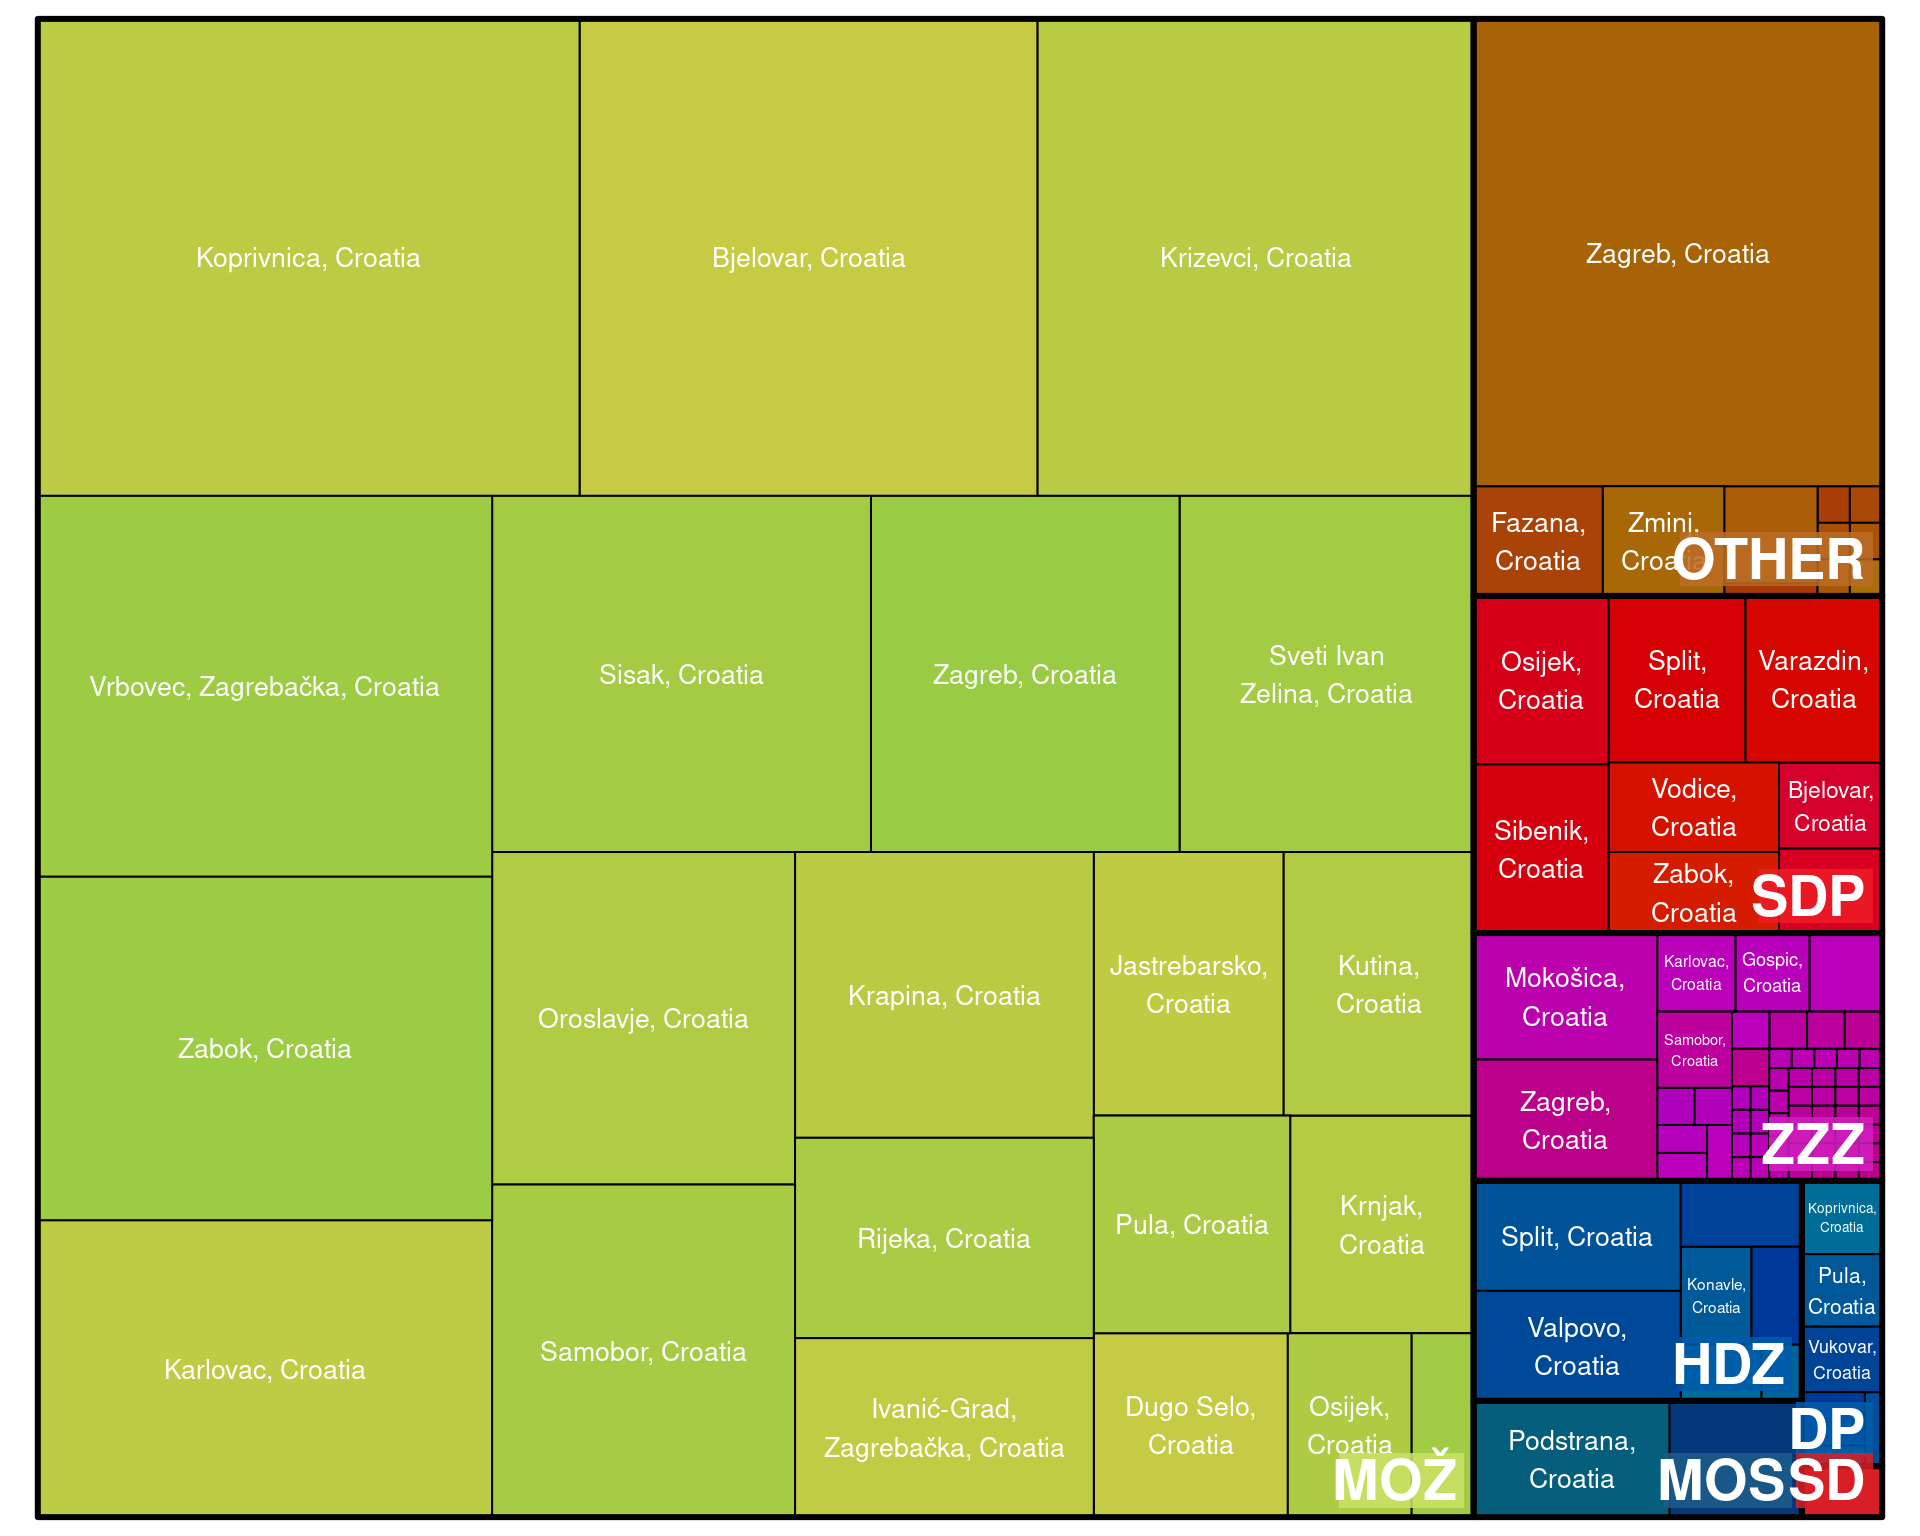 Koprivnica, Croatia
Bjelovar, Croatia
Krizevci, Croatia
Vrbovec, Zagrebačka, Croatia
Sisak, Croatia
Zagreb, Croatia
Sveti Ivan
Zelina, Croatia
Zabok, Croatia
Karlovac, Croatia
Oroslavje, Croatia
Samobor, Croatia
Krapina, Croatia
Rijeka, Croatia
Ivanić-Grad,
Zagrebačka, Croatia
Jastrebarsko,
Croatia
Kutina,
Croatia
Pula, Croatia
Krnjak,
Croatia
Dugo Selo,
Croatia
Osijek,
Croatia
MOŽ
Zagreb, Croatia
Fazana,
Croatia
Zmini,
Croatia
OTHER
Osijek,
Croatia
Split,
Croatia
Varazdin,
Croatia
Sibenik,
Croatia
Vodice,
Croatia
Bjelovar,
Croatia
Zabok,
Croatia
SDP
Mokošica,
Croatia
Karlovac,
Croatia
Gospic,
Croatia
Samobor,
Croatia
Zagreb,
Croatia
ZZZ
Split, Croatia
Konavle,
Croatia
Valpovo,
Croatia
HDZ
Koprivnica,
Croatia
Pula,
Croatia
Vukovar,
Croatia
DP
Podstrana,
Croatia
MOS
SD